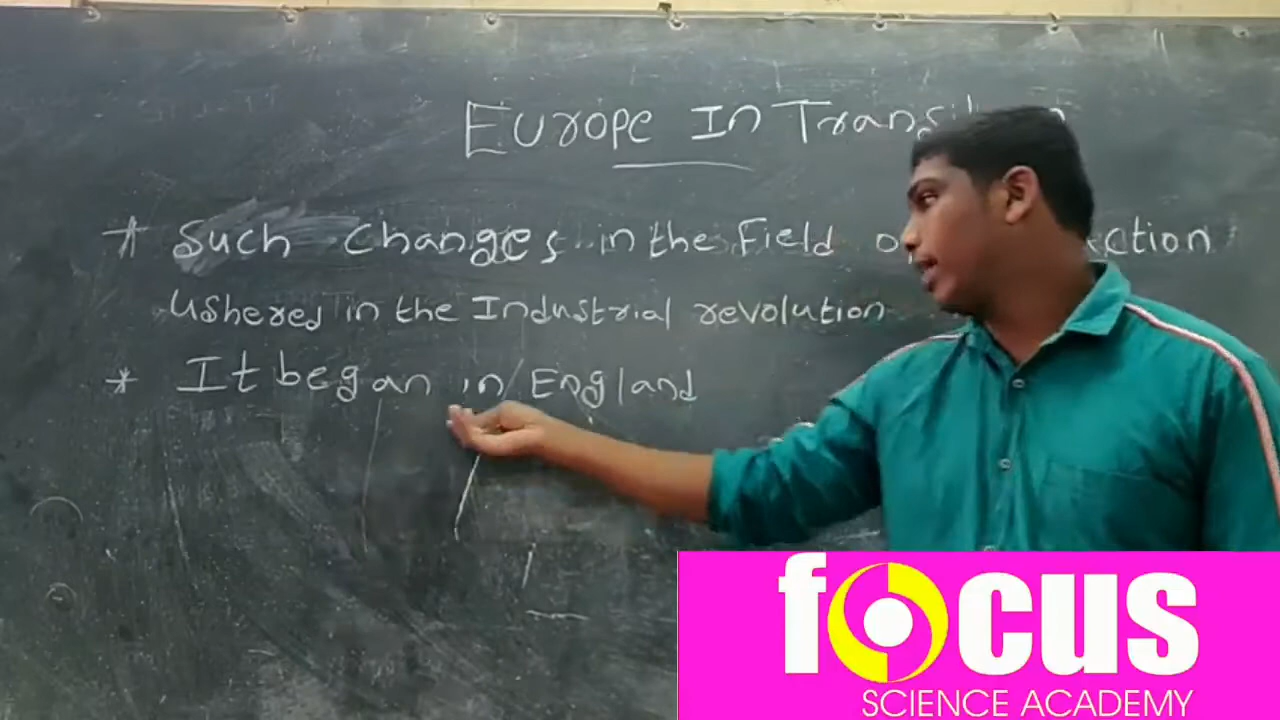 Europe In
* Such changes in the Field
ushered in the Industrial revolution
* It began in England
focus
SCIENCE ACADEMY